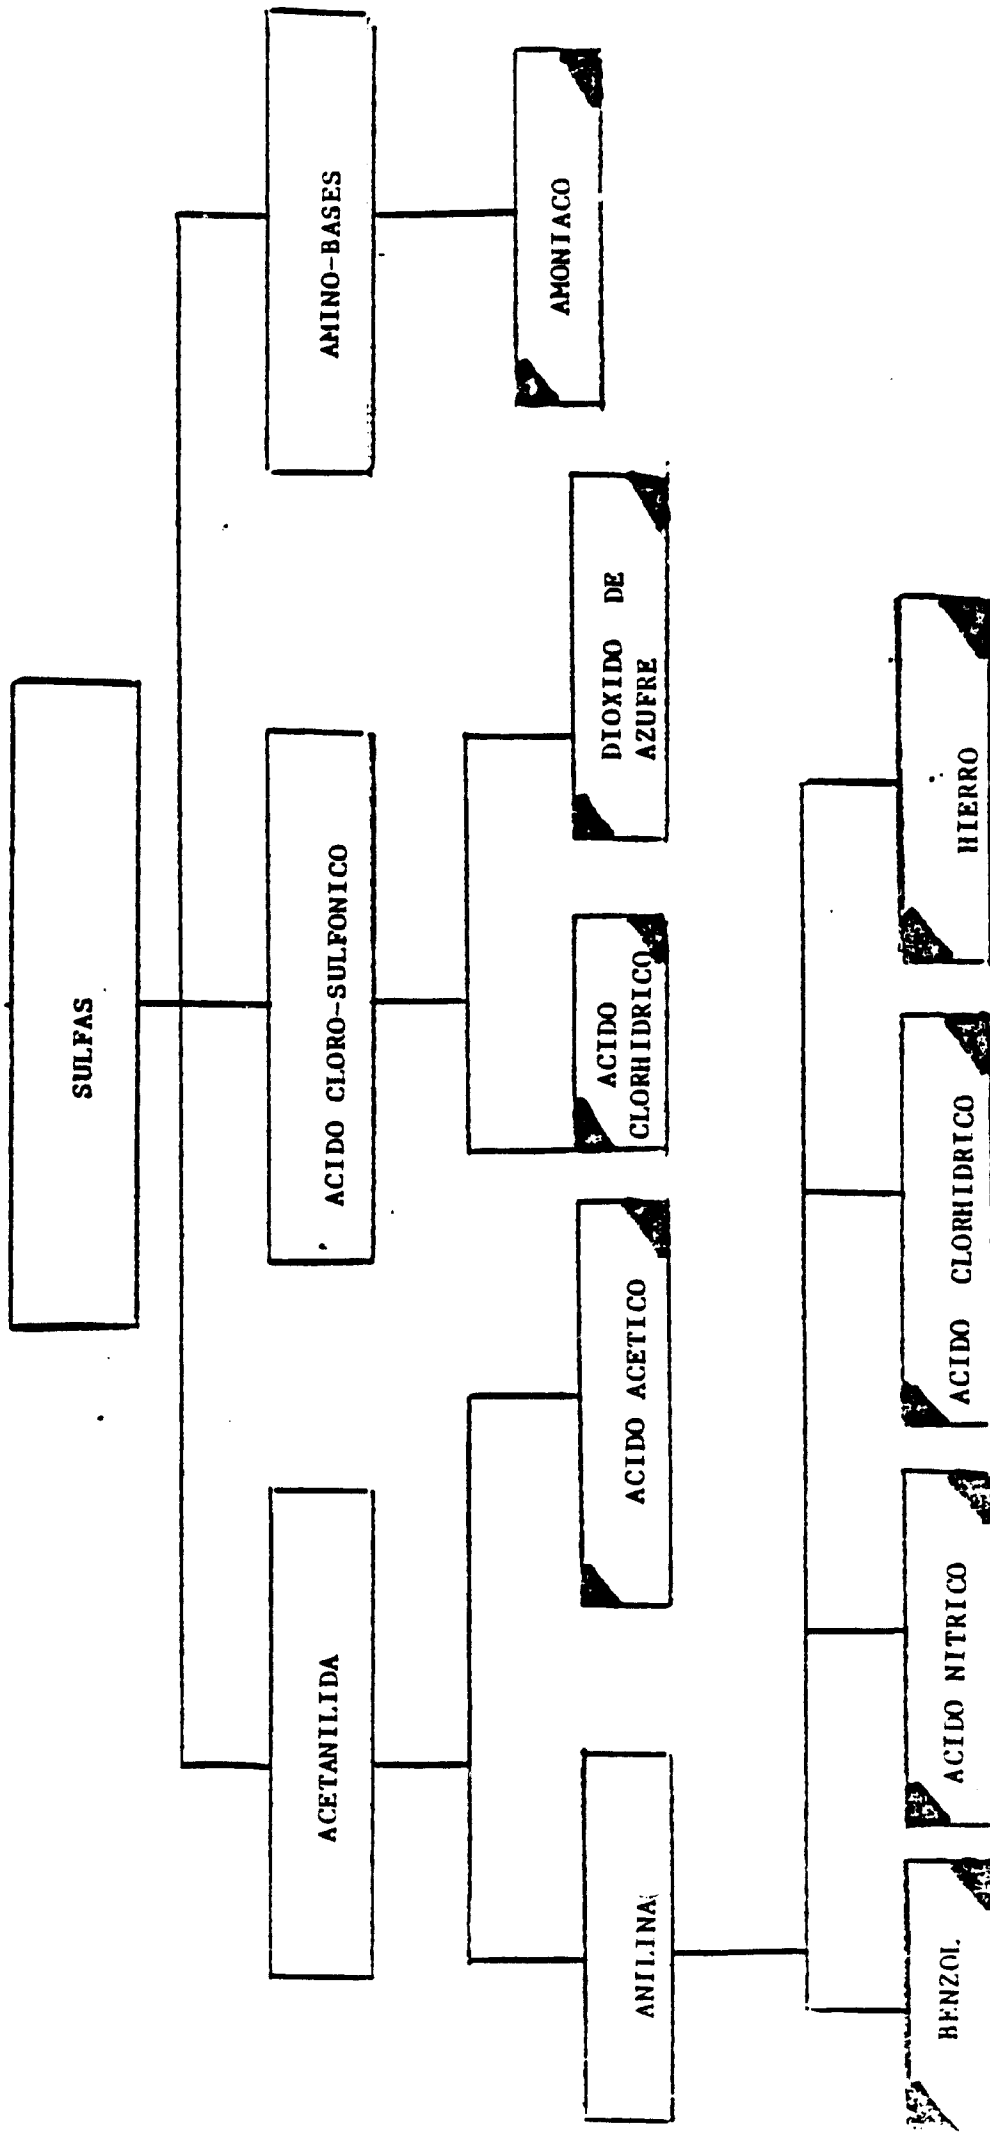 SULFAS
ACETANILIDA
ACIDO CLORO-SULFONICO
AMINO-BASES
ANILINA
ACIDO ACETICO
ACIDO
CLORHIDRICO
DIOXIDO DE
AZUFRE
AMONIACO
BENZOL
ACIDO NITRICO
ACIDO CLORHIDRICO
HIERRO